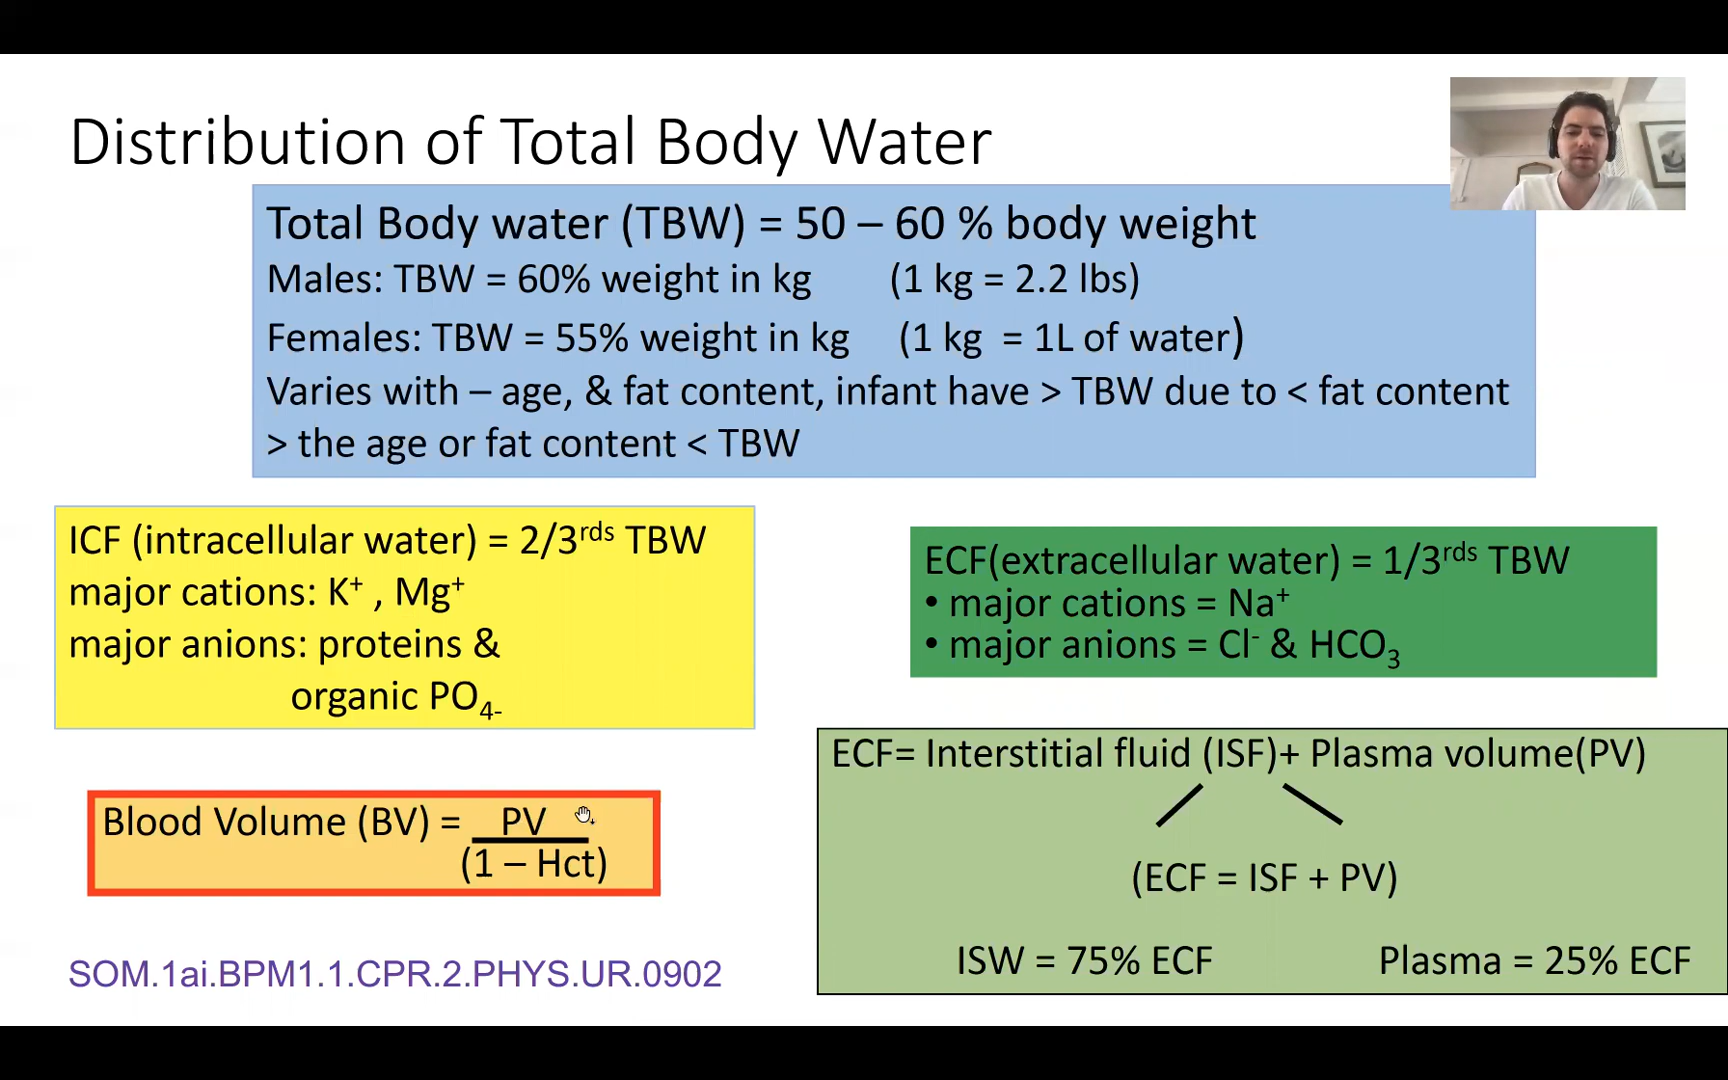 Distribution of Total Body Water
Total Body water (TBW) = 50 – 60 % body weight
Males: TBW = 60% weight in kg (1 kg = 2.2 lbs)
Females: TBW = 55% weight in kg (1 kg = 1L of water)
Varies with – age, & fat content, infant have > TBW due to < fat content
> the age or fat content < TBW
ICF (intracellular water) = 2/3rds TBW
major cations: K+ , Mg+
major anions: proteins &
organic PO4-
ECF(extracellular water) = 1/3rds TBW
• major cations = Na+
• major anions = Cl- & HCO3
Blood Volume (BV) = PV
(1 – Hct)
ECF= Interstitial fluid (ISF)+ Plasma volume(PV)
(ECF = ISF + PV)
ISW = 75% ECF Plasma = 25% ECF
SOM.1ai.BPM1.1.CPR.2.PHYS.UR.0902